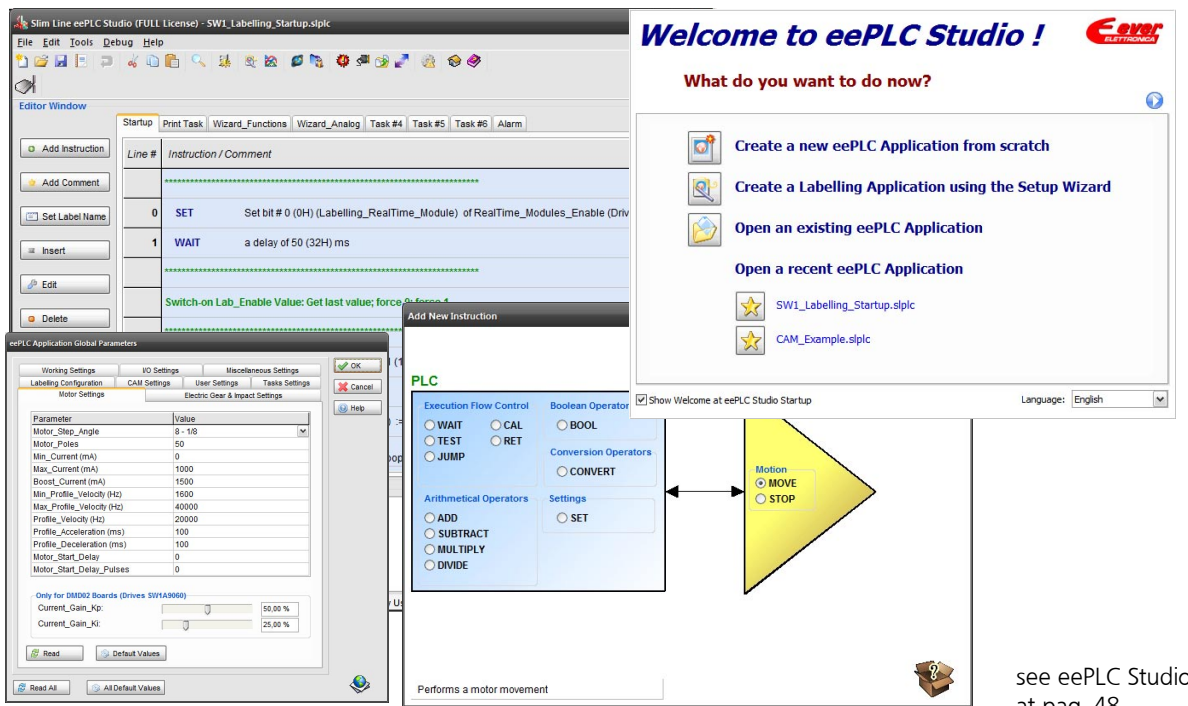 Slim Line eePLC Studio (FULL License) - SW1_Labelling_Startup.slplc
File Edit Tools Debug Help
Editor Window
Startup Print Task Wizard_Functions Wizard_Analog Task #4 Task #5 Task #6 Alarm
Add Instruction
Add Comment
Set Label Name
Insert
Edit
Delete
Line # Instruction / Comment
**************************************************************************
0 SET Set bit # 0 (0H) (Labelling_RealTime_Module) of RealTime_Modules_Enable (Driv
1 WAIT a delay of 50 (32H) ms
**************************************************************************
Switch-on Lab_Enable Value: Get last value; force 0; force 1
Welcome to eePLC Studio !
ever
ELETTRONICA
What do you want to do now?
Create a new eePLC Application from scratch
Create a Labelling Application using the Setup Wizard
Open an existing eePLC Application
Open a recent eePLC Application
SW1_Labelling_Startup.slplc
CAM_Example.slplc
Show Welcome at eePLC Studio Startup
Language: English
eePLC Application Global Parameters
Working Settings I/O Settings Miscellaneous Settings
Labeling Configuration CAM Settings User Settings Tasks Settings
Motor Settings Electric Gear & Impact Settings
OK
Cancel
Help
Parameter Value
Motor_Step_Angle 8 - 1/8
Motor_Poles 50
Min_Current (mA) 0
Max_Current (mA) 1000
Boost_Current (mA) 1500
Min_Profile_Velocity (Hz) 1600
Max_Profile_Velocity (Hz) 40000
Profile_Velocity (Hz) 20000
Profile_Acceleration (ms) 100
Profile_Deceleration (ms) 100
Motor_Start_Delay 0
Motor_Start_Delay_Pulses 0
Only for DMD02 Boards (Drives SW1A9060)
Current_Gain_Kp: 50,00 %
Current_Gain_Ki: 25,00 %
Read Default Values
Read All All Default Values
Add New Instruction
PLC
Execution Flow Control
WAIT CAL
TEST RET
JUMP
Boolean Operator
BOOL
Conversion Operators
CONVERT
Arithmetical Operators
ADD
SUBTRACT
MULTIPLY
DIVIDE
Settings
SET
Motion
MOVE
STOP
Performs a motor movement
see eePLC Studio
at pag. 48